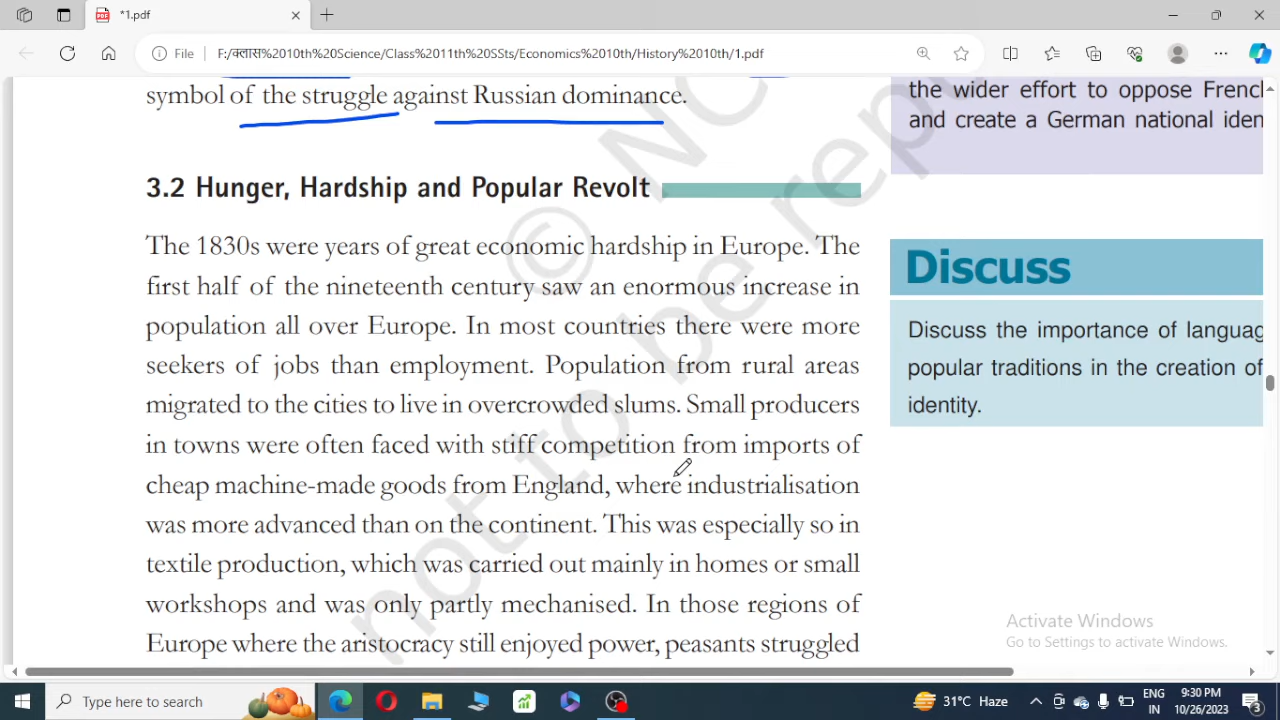 *1.pdf
File
F:/क्लास%2010th%20Science/Class%2011th%20SSts/Economics%2010th/History%2010th/1.pdf
symbol of the struggle against Russian dominance.
3.2 Hunger, Hardship and Popular Revolt
The 1830s were years of great economic hardship in Europe. The
first half of the nineteenth century saw an enormous increase in
population all over Europe. In most countries there were more
seekers of jobs than employment. Population from rural areas
migrated to the cities to live in overcrowded slums. Small producers
in towns were often faced with stiff competition from imports of
cheap machine-made goods from England, where industrialisation
was more advanced than on the continent. This was especially so in
textile production, which was carried out mainly in homes or small
workshops and was only partly mechanised. In those regions of
Europe where the aristocracy still enjoyed power, peasants struggled
the wider effort to oppose Frenc
and create a German national iden
Discuss
Discuss the importance of languag
popular traditions in the creation of
identity.
© NC
not to be rep
Activate Windows
Go to Settings to activate Windows.
Type here to search
31°C Haze
ENG
IN
9:30 PM
10/26/2023
3